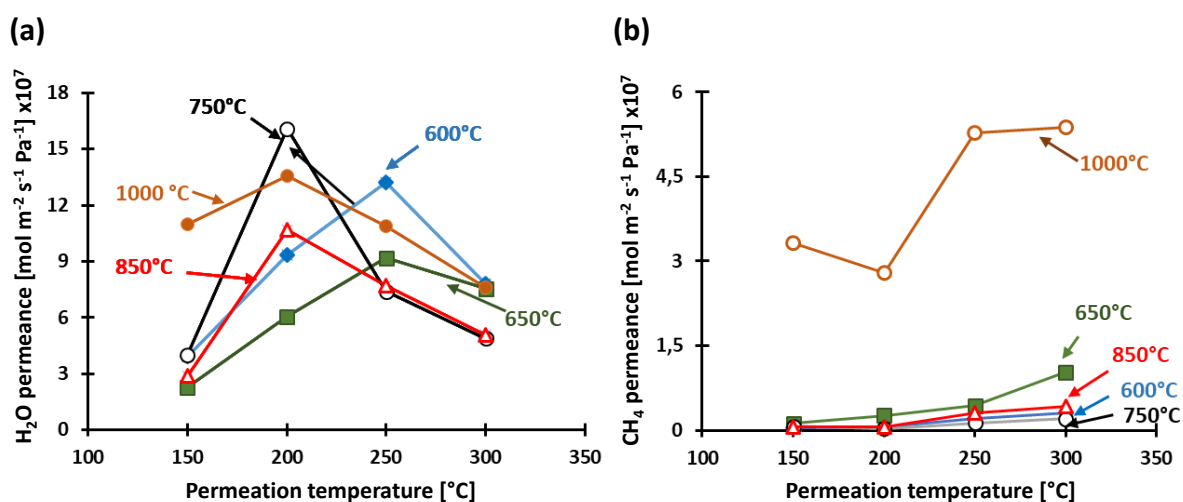 (a)
H₂O permeance [mol m⁻² s⁻¹ Pa⁻¹] x10⁷
18
15
12
9
6
3
0
750°C
600°C
1000 °C
850°C
650°C
100
150
200
250
300
350
Permeation temperature [°C]
(b)
CH₄ permeance [mol m⁻² s⁻¹ Pa⁻¹] x10⁷
6
4,5
3
1,5
0
1000°C
650°C
850°C
600°C
750°C
100
150
200
250
300
350
Permeation temperature [°C]